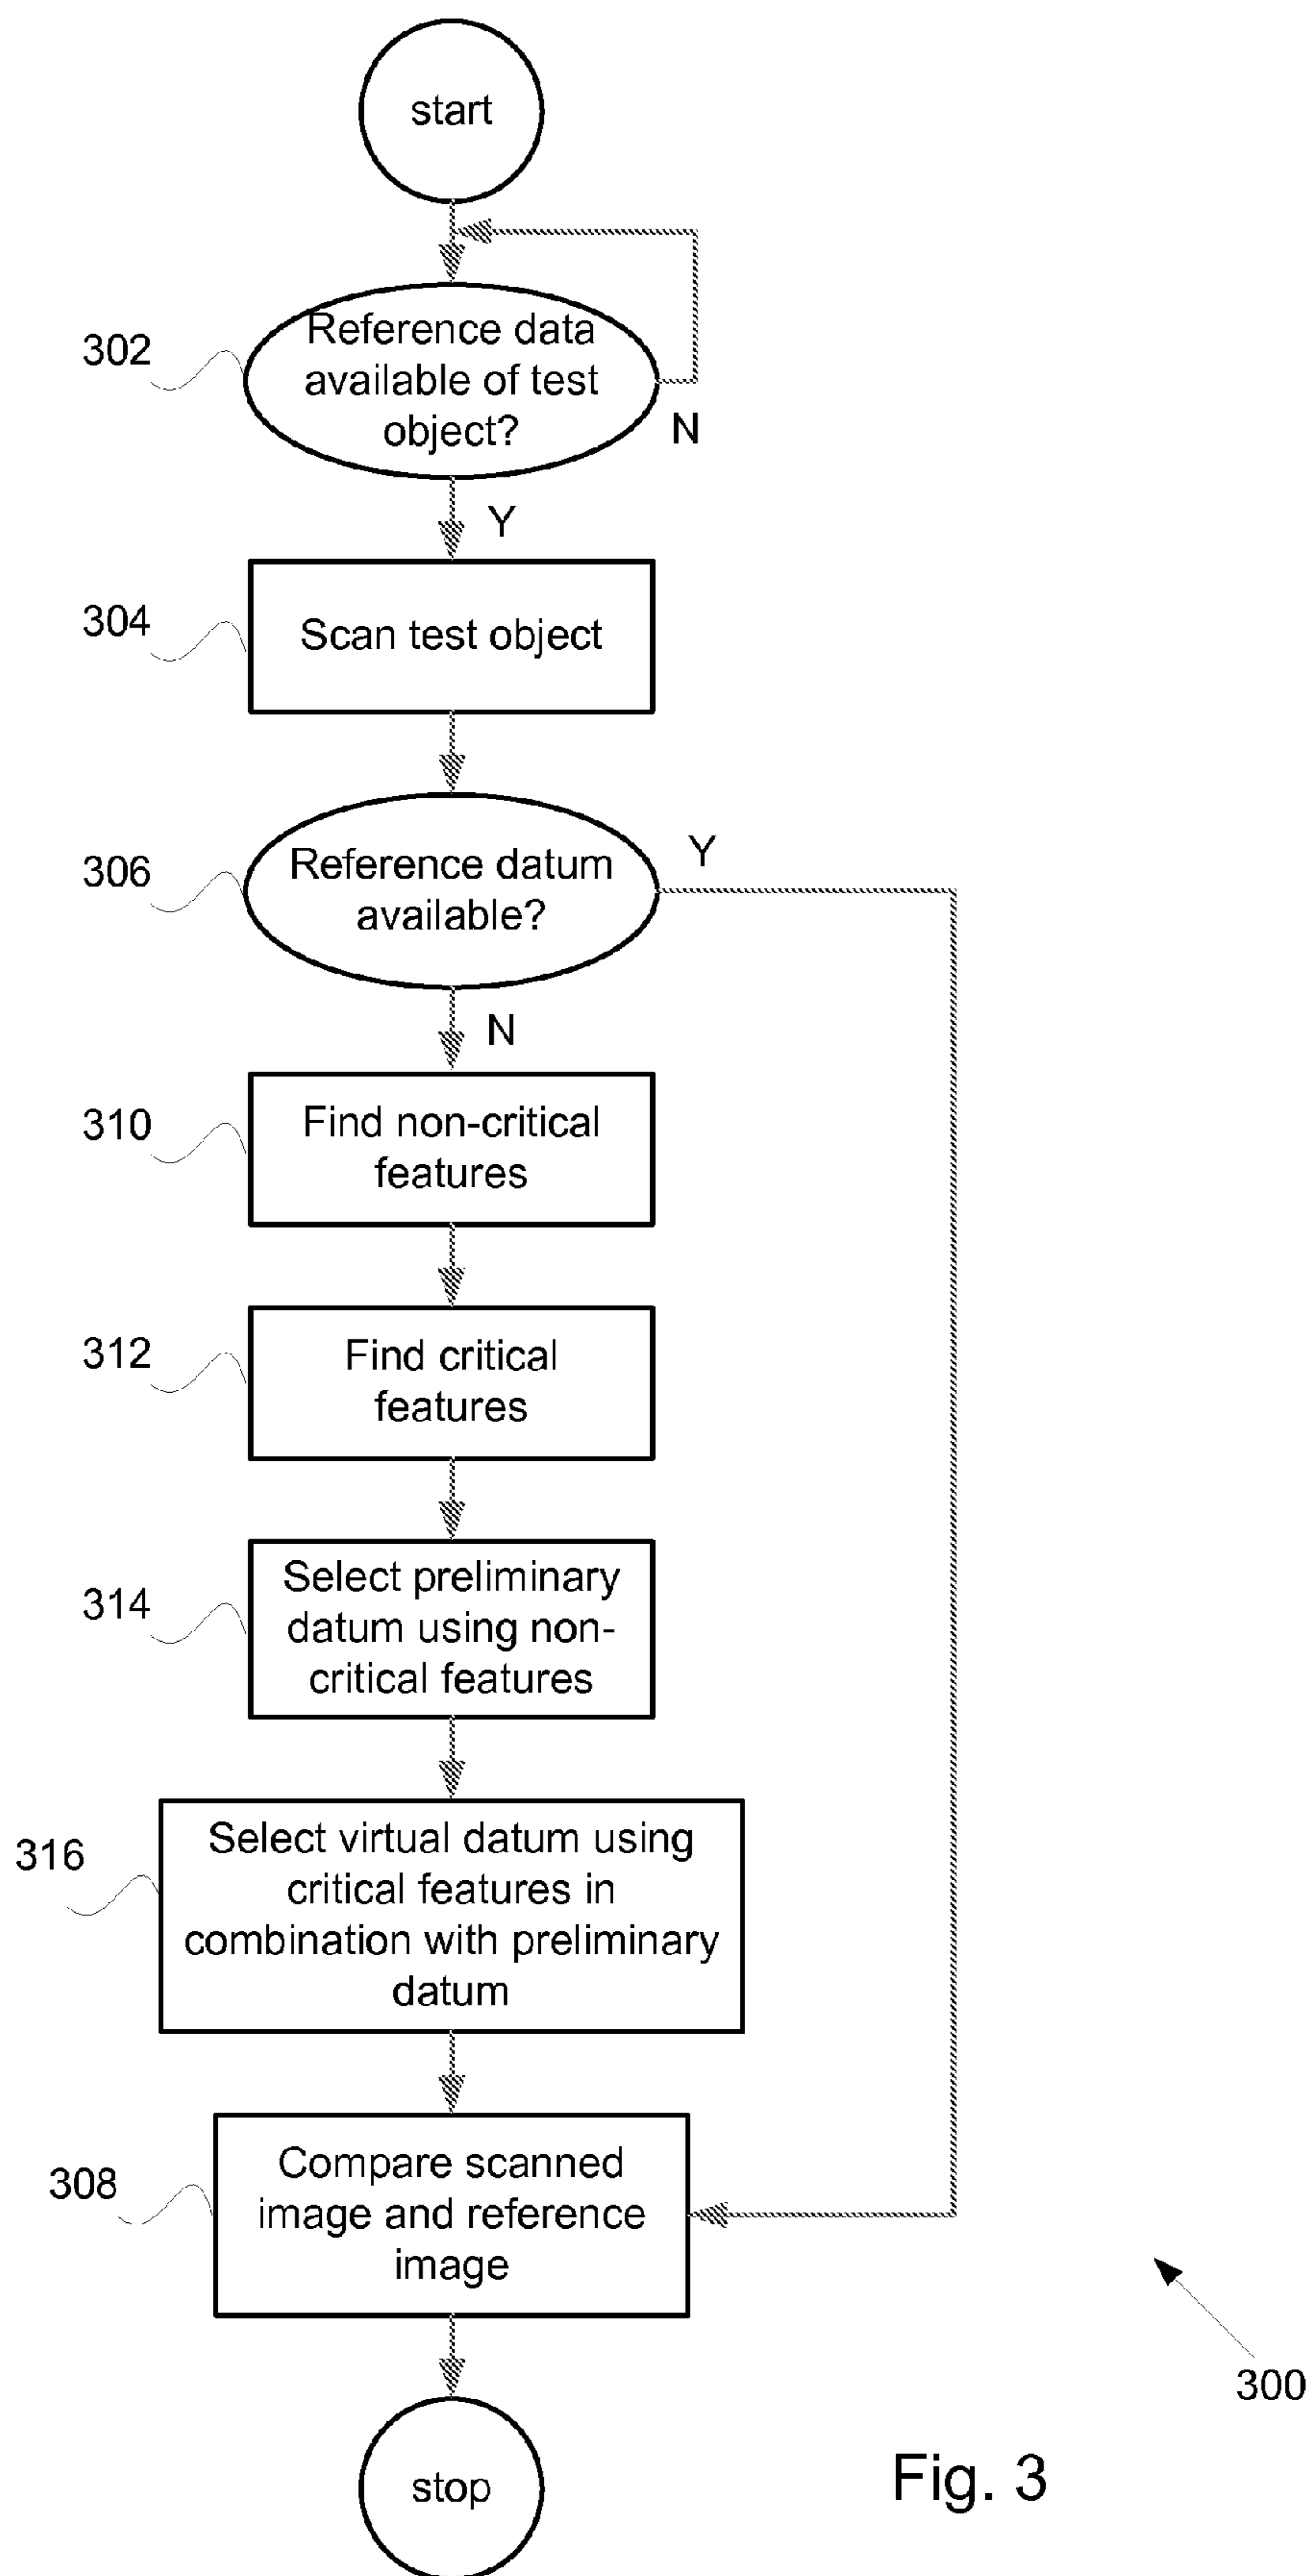 start
302
Reference data
available of test
object?
N
Y
304
Scan test object
306
Reference datum
available?
Y
N
310
Find non-critical
features
312
Find critical
features
314
Select preliminary
datum using non-
critical features
316
Select virtual datum using
critical features in
combination with preliminary
datum
308
Compare scanned
image and reference
image
300
stop
Fig. 3